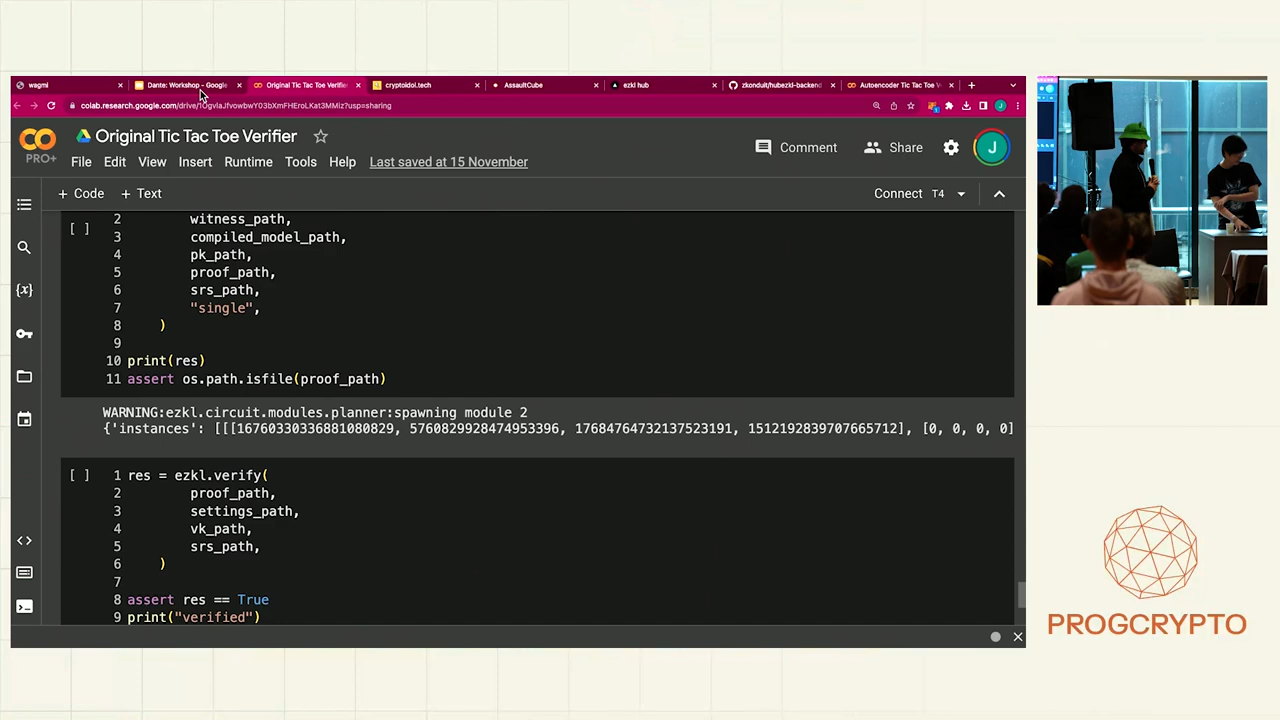 wagmi
Dante: Workshop - Google
Original Tic Tac Toe Verifie
cryptoidol.tech
AssaultCube
ezkl hub
zkonduit/hubezkl-backend
Autoencoder Tic Tac Toe V
Original Tic Tac Toe Verifier
PRO+
File Edit View Insert Runtime Tools Help Last saved at 15 November
Comment Share J
+ Code + Text
Connect T4
[ ]
2 witness_path,
3 compiled_model_path,
4 pk_path,
5 proof_path,
6 srs_path,
7 "single",
8 )
9
10 print(res)
11 assert os.path.isfile(proof_path)
WARNING:ezkl.circuit.modules.planner:spawning module 2
{'instances': [[[16760330336881080829, 5760829928474953396, 17684764732137523191, 1512192839707665712], [0, 0, 0, 0]
[ ] 1 res = ezkl.verify(
2 proof_path,
3 settings_path,
4 vk_path,
5 srs_path,
6 )
7
8 assert res == True
9 print("verified")
PROGCRYPTO